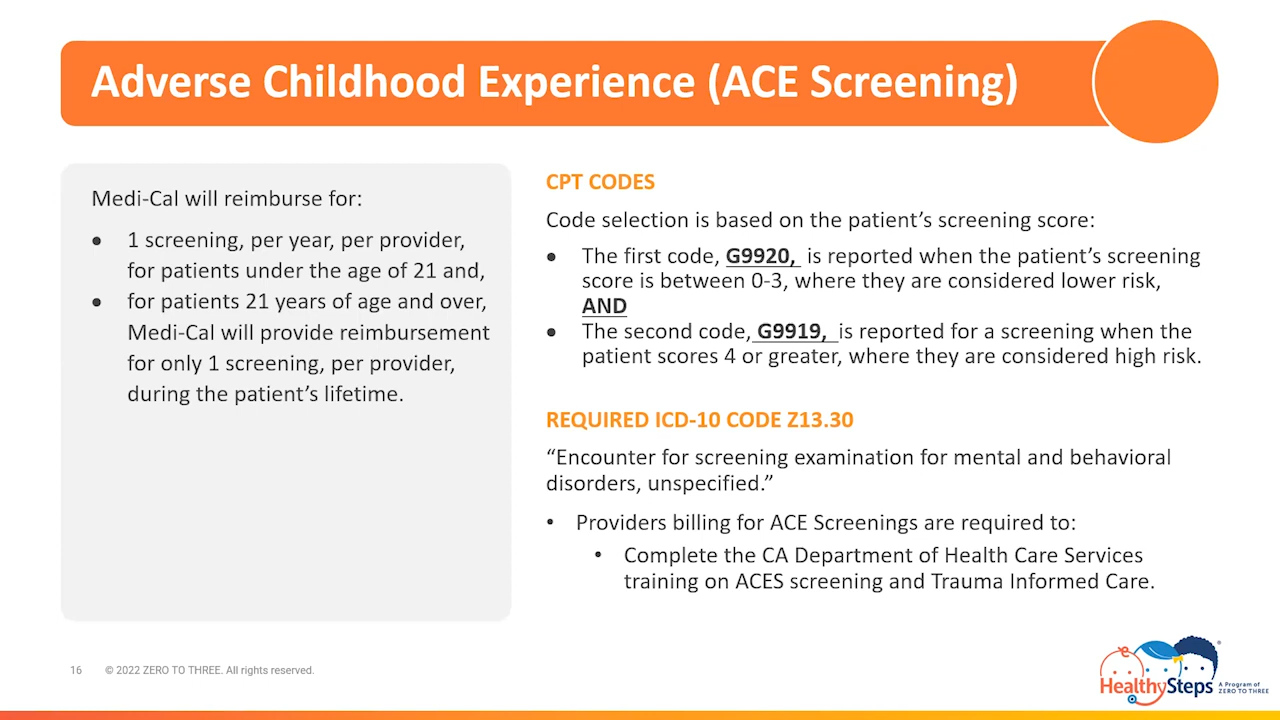 Adverse Childhood Experience (ACE Screening)
Medi-Cal will reimburse for:
● 1 screening, per year, per provider,
for patients under the age of 21 and,
● for patients 21 years of age and over,
Medi-Cal will provide reimbursement
for only 1 screening, per provider,
during the patient’s lifetime.
CPT CODES
Code selection is based on the patient’s screening score:
● The first code, G9920, is reported when the patient’s screening
score is between 0-3, where they are considered lower risk,
AND
● The second code, G9919, is reported for a screening when the
patient scores 4 or greater, where they are considered high risk.
REQUIRED ICD-10 CODE Z13.30
“Encounter for screening examination for mental and behavioral
disorders, unspecified.”
• Providers billing for ACE Screenings are required to:
• Complete the CA Department of Health Care Services
training on ACES screening and Trauma Informed Care.
16 © 2022 ZERO TO THREE. All rights reserved.
HealthySteps
A Program of
ZERO TO THREE
®